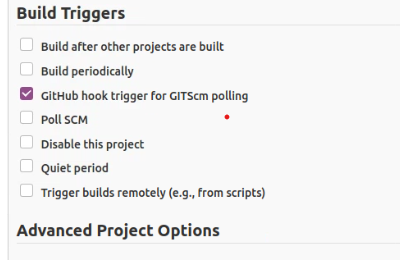 Build Triggers
Build after other projects are built
Build periodically
GitHub hook trigger for GITScm polling
Poll SCM
Disable this project
Quiet period
Trigger builds remotely (e.g., from scripts)
Advanced Project Options